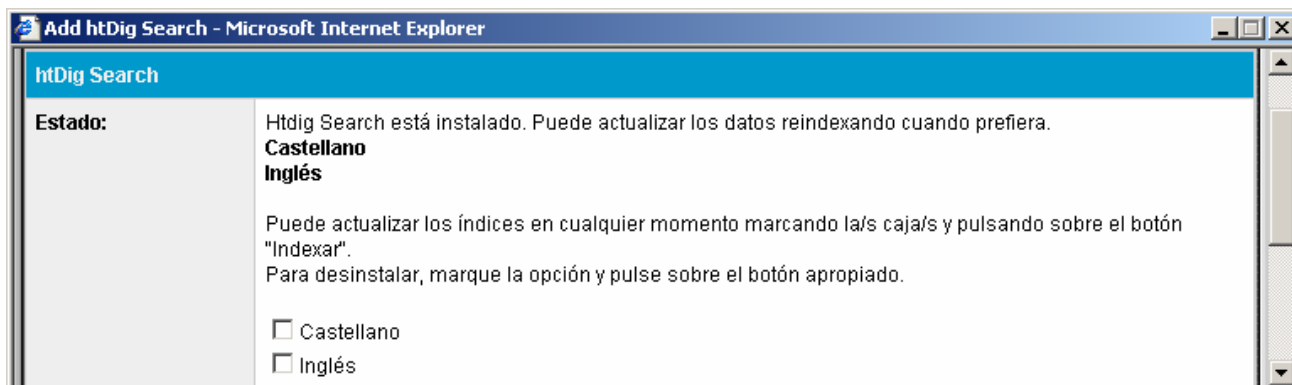 Add htDig Search - Microsoft Internet Explorer
htDig Search
Estado:
Htdig Search está instalado. Puede actualizar los datos reindexando cuando prefiera.
Castellano
Inglés
Puede actualizar los índices en cualquier momento marcando la/s caja/s y pulsando sobre el botón
"Indexar".
Para desinstalar, marque la opción y pulse sobre el botón apropiado.
Castellano
Inglés